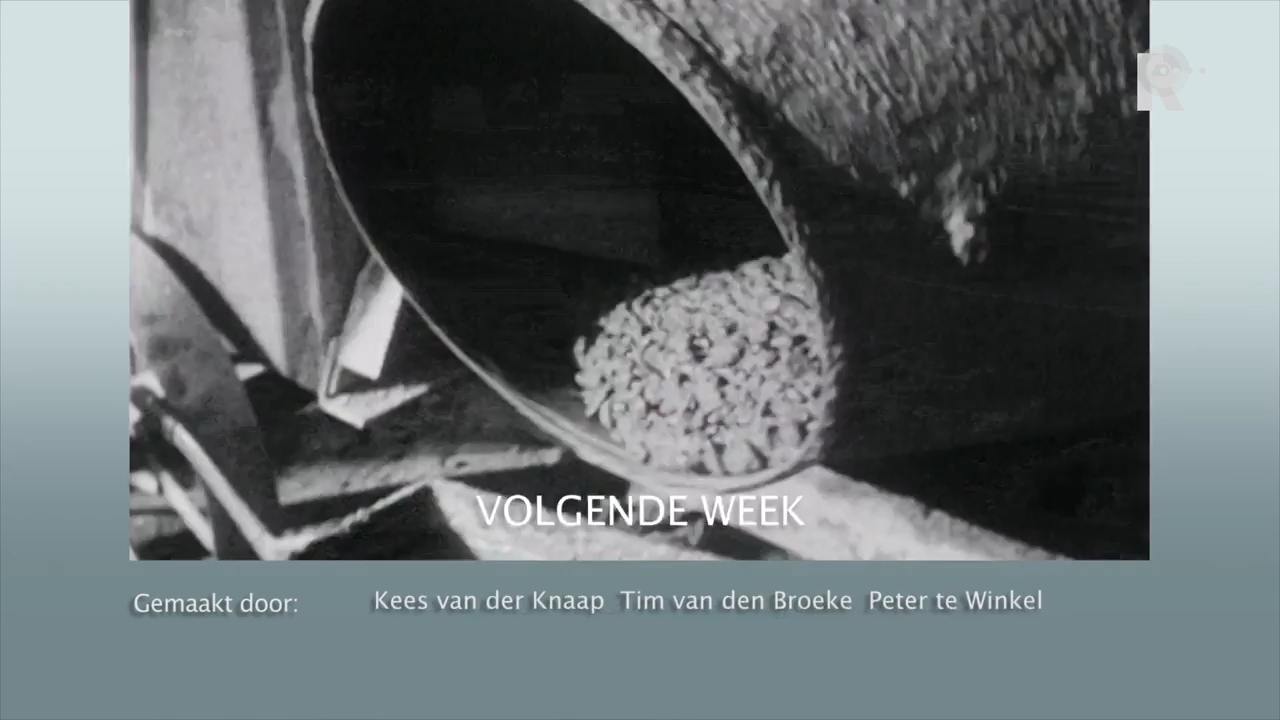 R
VOLGENDE WEEK
Gemaakt door: Kees van der Knaap Tim van den Broeke Peter te Winkel